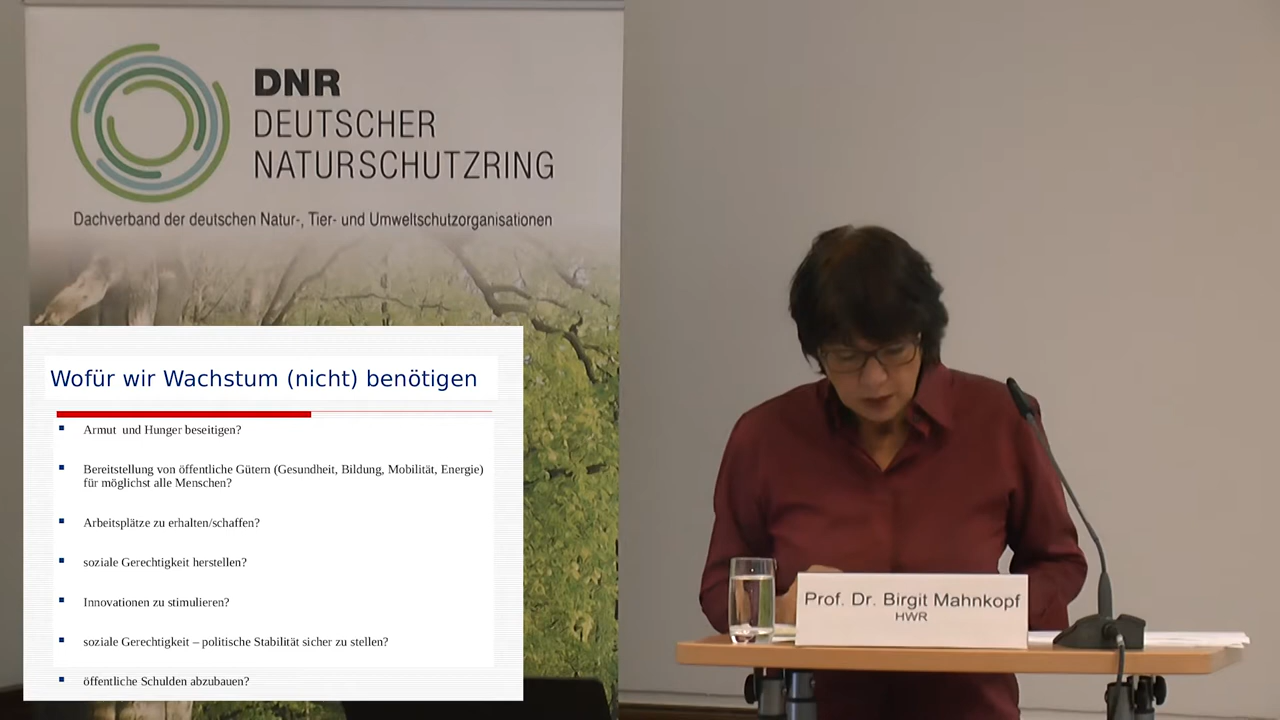 DNR
DEUTSCHER
NATURSCHUTZRING
Dachverband der deutschen Natur-, Tier- und Umweltschutzorganisationen
Wofür wir Wachstum (nicht) benötigen
Armut und Hunger beseitigen?
Bereitstellung von öffentliche Gütern (Gesundheit, Bildung, Mobilität, Energie)
für möglichst alle Menschen?
Arbeitsplätze zu erhalten/schaffen?
soziale Gerechtigkeit herstellen?
Innovationen zu stimulieren?
soziale Gerechtigkeit – politische Stabilität sicher zu stellen?
öffentliche Schulden abzubauen?
Prof. Dr. Birgit Mahnkopf
HWR